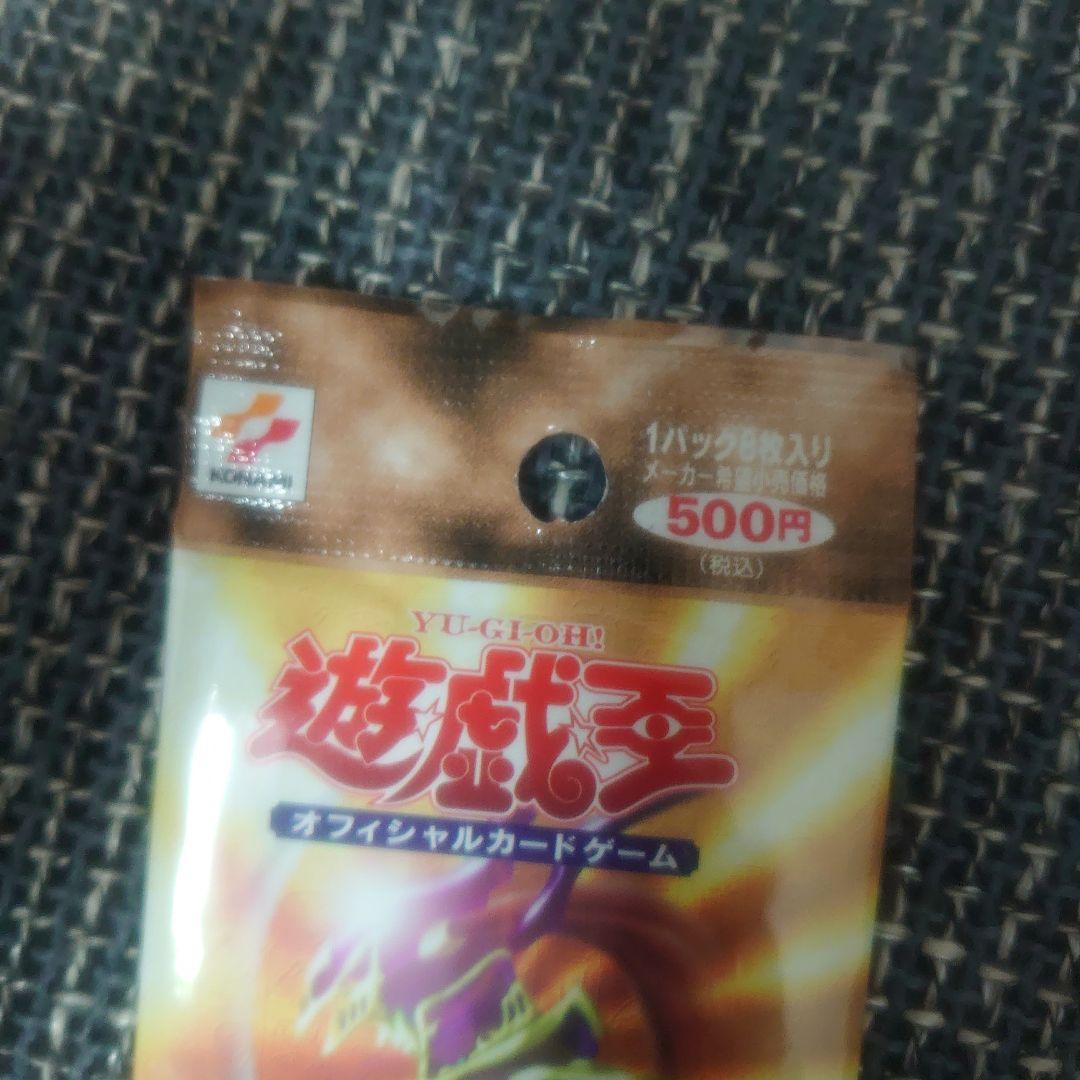 KONAMI
1パック8枚入り
メーカー希望小売価格
500円
(税込)
YU-GI-OH!
遊戯王
オフィシャルカードゲーム